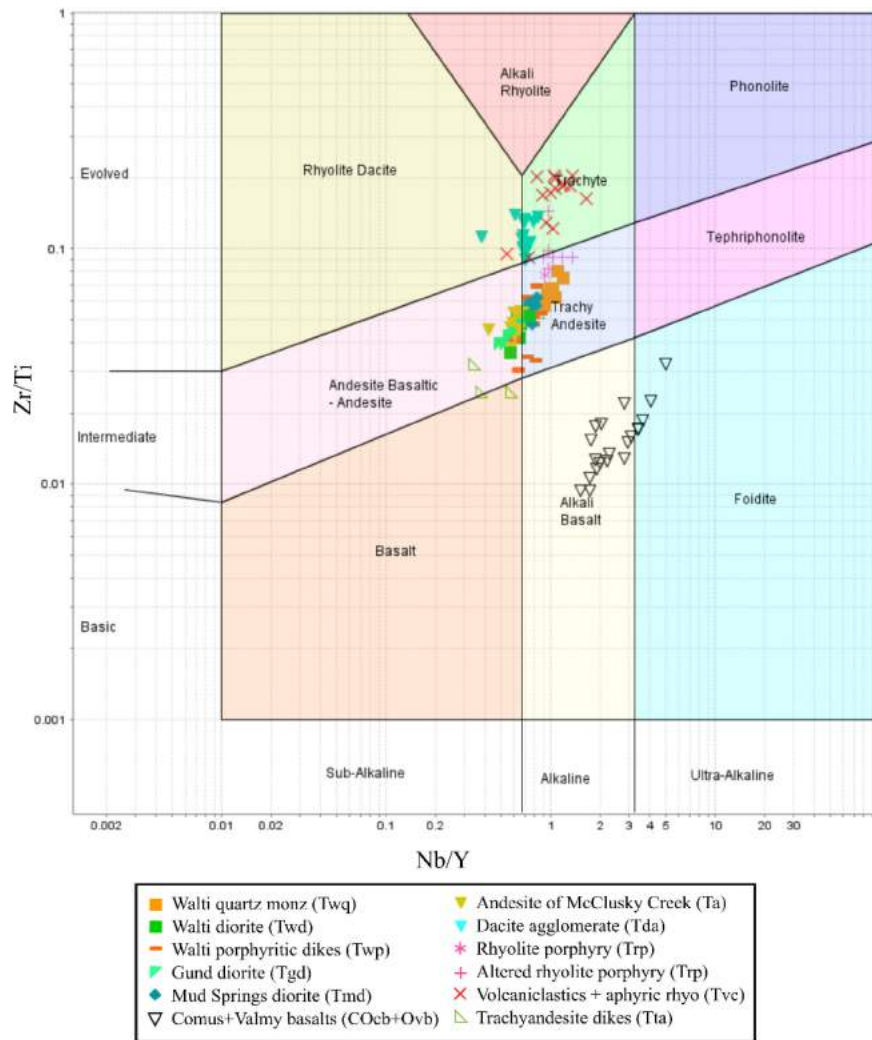 1
Alkali
Rhyolite
Phonolite
Evolved
Rhyolite Dacite
Trachyte
Tephriphonolite
0.1
Trachy
Andesite
Zr/Ti
Andesite Basaltic
- Andesite
Intermediate
0.01
Alkali
Basalt
Foidite
Basalt
Basic
0.001
Sub-Alkaline
Alkaline
Ultra-Alkaline
0.002 0.01 0.02 0.1 0.2 1 2 3 4 5 10 20 30
Nb/Y
Walti quartz monz (Twq)
Walti diorite (Twd)
Walti porphyritic dikes (Twp)
Gund diorite (Tgd)
Mud Springs diorite (Tmd)
Comus+Valmy basalts (COcb+Ovb)
Andesite of McClusky Creek (Ta)
Dacite agglomerate (Tda)
Rhyolite porphyry (Trp)
Altered rhyolite porphyry (Trp)
Volcaniclastics + aphyric rhyo (Tvc)
Trachyandesite dikes (Tta)